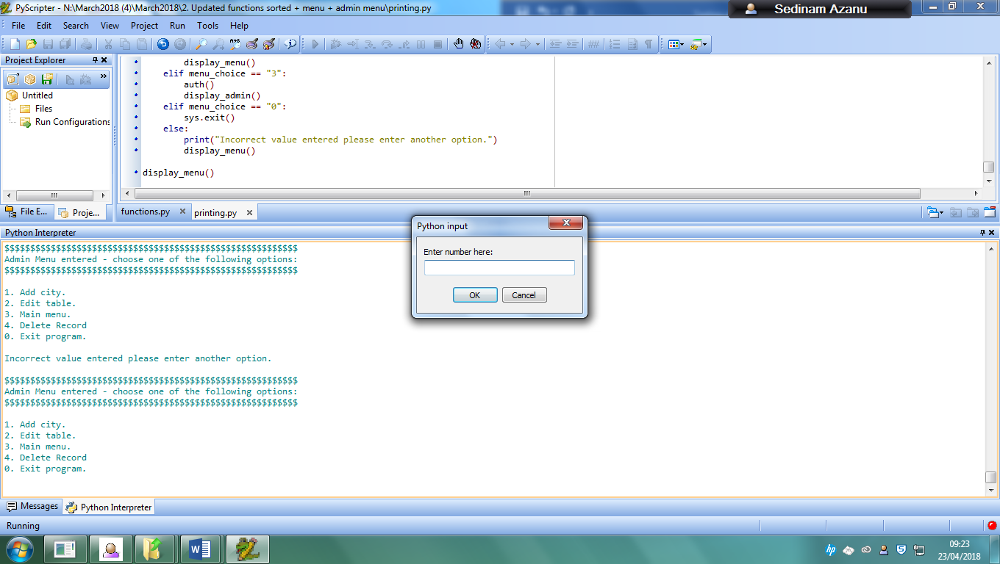 PyScripter - N:\March2018 (4)\March2018\2. Updated functions sorted + menu + admin menu\printing.py
Sedinam Azanu
File Edit Search View Project Run Tools Help
Project Explorer
Untitled
Files
Run Configurations
display_menu()
elif menu_choice == "3":
auth()
display_admin()
elif menu_choice == "0":
sys.exit()
else:
print("Incorrect value entered please enter another option.")
display_menu()
display_menu()
File E... Proje...
functions.py printing.py
Python Interpreter
$$$$$$$$$$$$$$$$$$$$$$$$$$$$$$$$$$$$$$$$$$$$$$$$$$$$$$$$$
Admin Menu entered - choose one of the following options:
$$$$$$$$$$$$$$$$$$$$$$$$$$$$$$$$$$$$$$$$$$$$$$$$$$$$$$$$$
1. Add city.
2. Edit table.
3. Main menu.
4. Delete Record
0. Exit program.
Incorrect value entered please enter another option.
$$$$$$$$$$$$$$$$$$$$$$$$$$$$$$$$$$$$$$$$$$$$$$$$$$$$$$$$$
Admin Menu entered - choose one of the following options:
$$$$$$$$$$$$$$$$$$$$$$$$$$$$$$$$$$$$$$$$$$$$$$$$$$$$$$$$$
1. Add city.
2. Edit table.
3. Main menu.
4. Delete Record
0. Exit program.
Python input
Enter number here:
OK Cancel
Messages Python Interpreter
Running
hp
09:23
23/04/2018